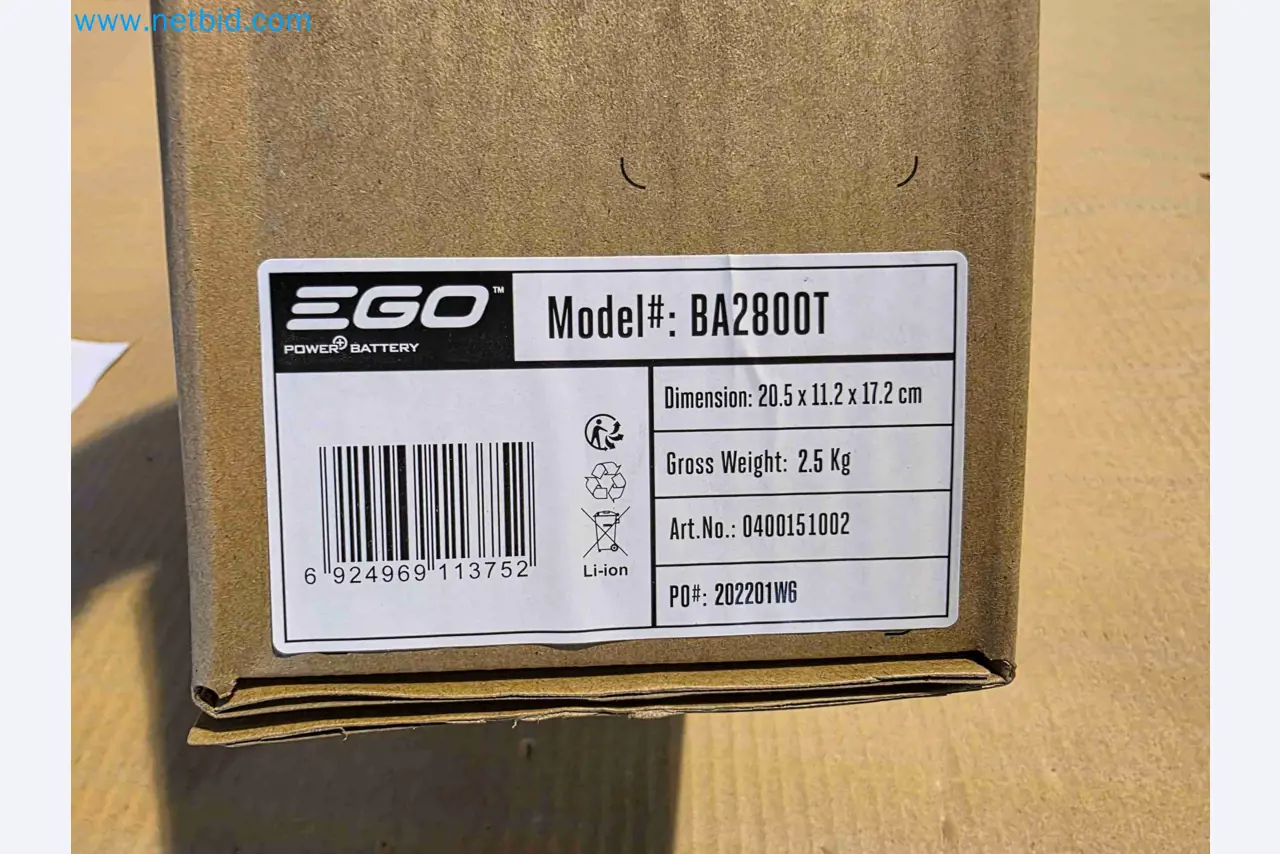 www.netbid.com
EGO™
POWER+ BATTERY
Model#: BA2800T
Dimension: 20.5 x 11.2 x 17.2 cm
Gross Weight: 2.5 Kg
Art.No.: 0400151002
PO#: 202201W6
6 924969 113752
Li-ion